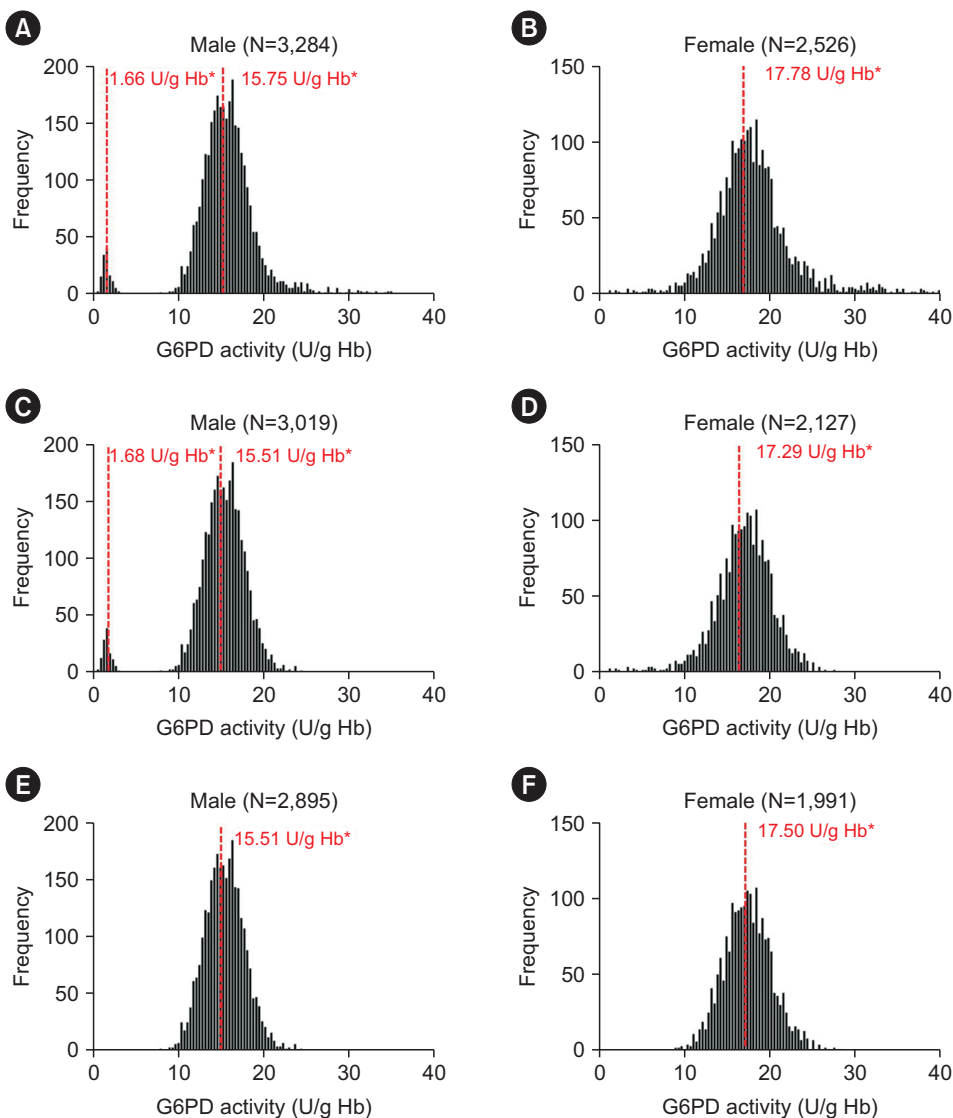 A
Male (N=3,284)
1.66 U/g Hb* 15.75 U/g Hb*
Frequency
200
150
100
50
0
0 10 20 30 40
G6PD activity (U/g Hb)
B
Female (N=2,526)
17.78 U/g Hb*
Frequency
150
100
50
0
0 10 20 30 40
G6PD activity (U/g Hb)
C
Male (N=3,019)
1.68 U/g Hb* 15.51 U/g Hb*
Frequency
200
150
100
50
0
0 10 20 30 40
G6PD activity (U/g Hb)
D
Female (N=2,127)
17.29 U/g Hb*
Frequency
150
100
50
0
0 10 20 30 40
G6PD activity (U/g Hb)
E
Male (N=2,895)
15.51 U/g Hb*
Frequency
200
150
100
50
0
0 10 20 30 40
G6PD activity (U/g Hb)
F
Female (N=1,991)
17.50 U/g Hb*
Frequency
150
100
50
0
0 10 20 30 40
G6PD activity (U/g Hb)